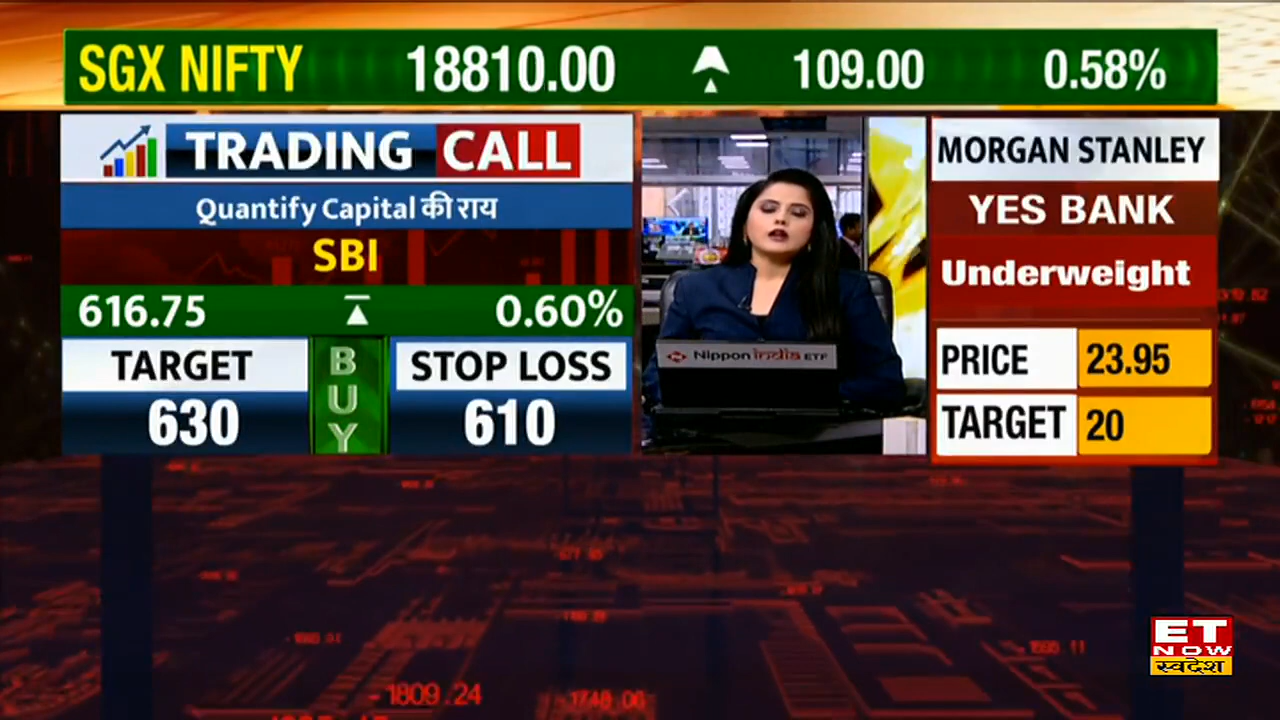 SGX NIFTY 18810.00 109.00 0.58%
TRADING CALL
Quantify Capital की राय
SBI
616.75 0.60%
TARGET
630
BUY
STOP LOSS
610
Nippon india ETF
MORGAN STANLEY
YES BANK
Underweight
PRICE 23.95
TARGET 20
ET
NOW
स्वदेश
- 1809.24